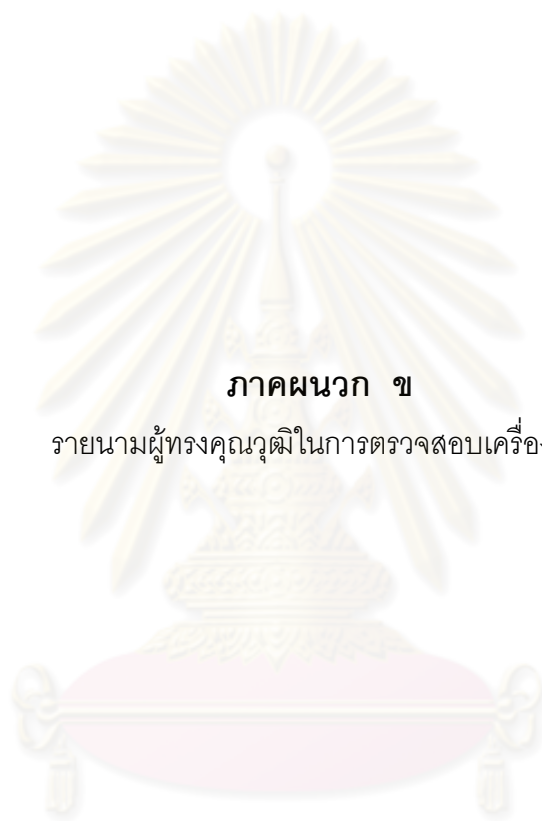 ภาคผนวก ข
รายนามผู้ทรงคุณวุฒิในการตรวจสอบเครื่อง